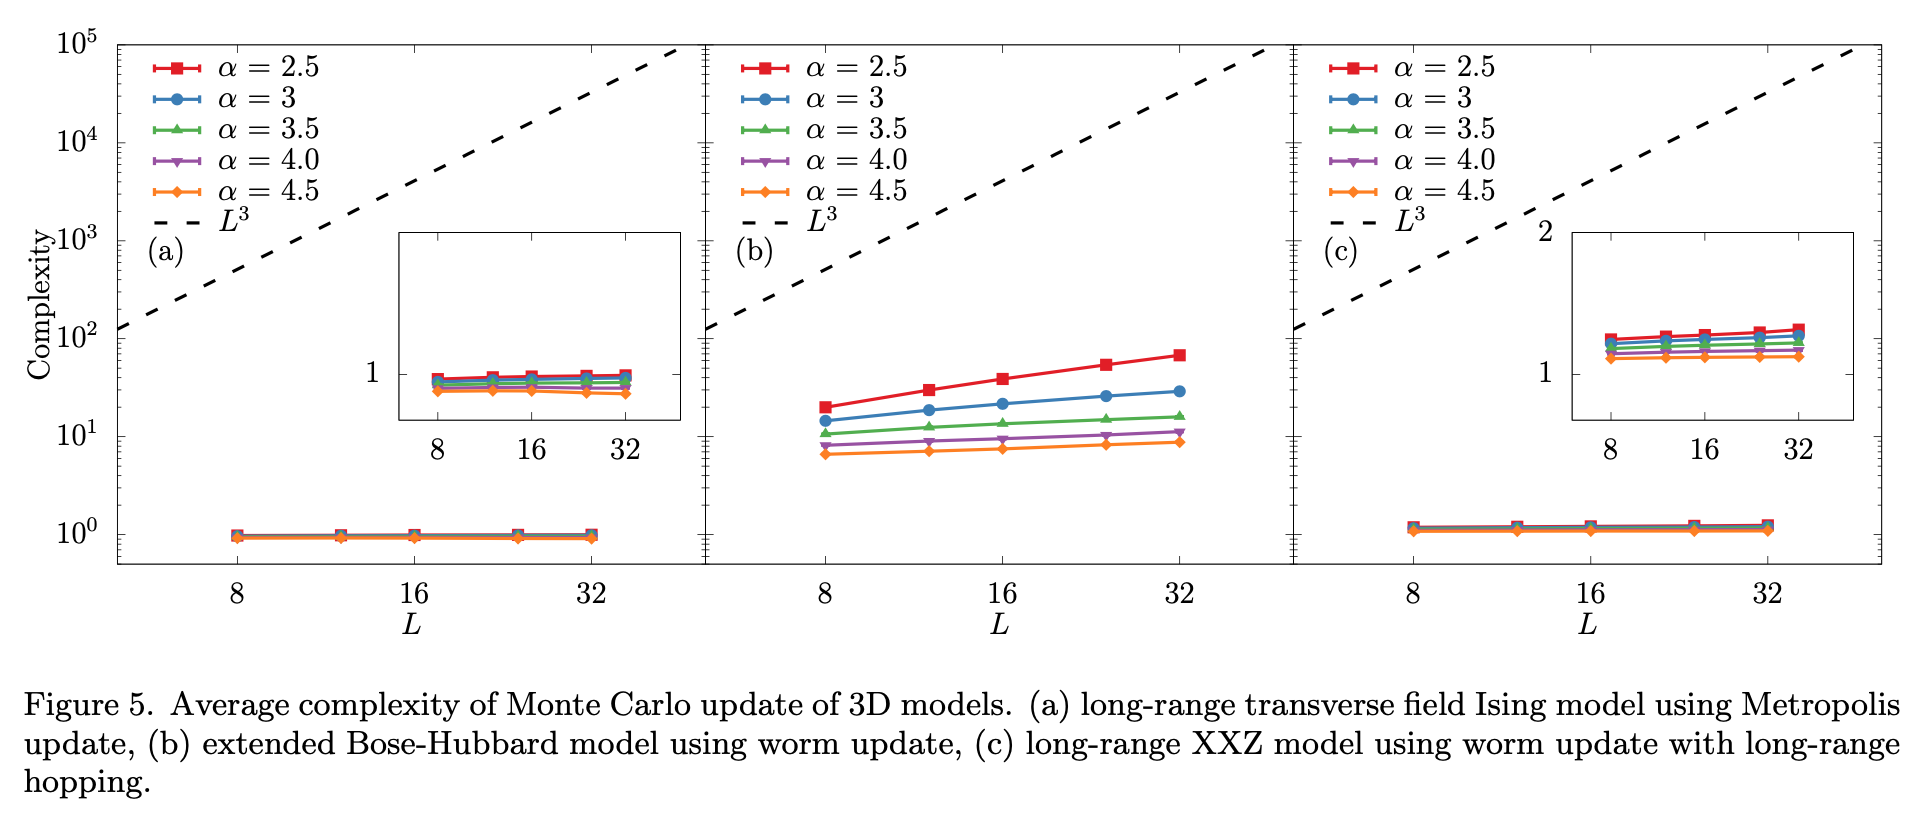 10^5
10^4
10^3
10^2
10^1
10^0
Complexity
α = 2.5
α = 3
α = 3.5
α = 4.0
α = 4.5
L^3
(a)
1
8 16 32
8 16 32
L
α = 2.5
α = 3
α = 3.5
α = 4.0
α = 4.5
L^3
(b)
8 16 32
L
α = 2.5
α = 3
α = 3.5
α = 4.0
α = 4.5
L^3
(c)
2
1
8 16 32
8 16 32
L
Figure 5. Average complexity of Monte Carlo update of 3D models. (a) long-range transverse field Ising model using Metropolis
update, (b) extended Bose-Hubbard model using worm update, (c) long-range XXZ model using worm update with long-range
hopping.